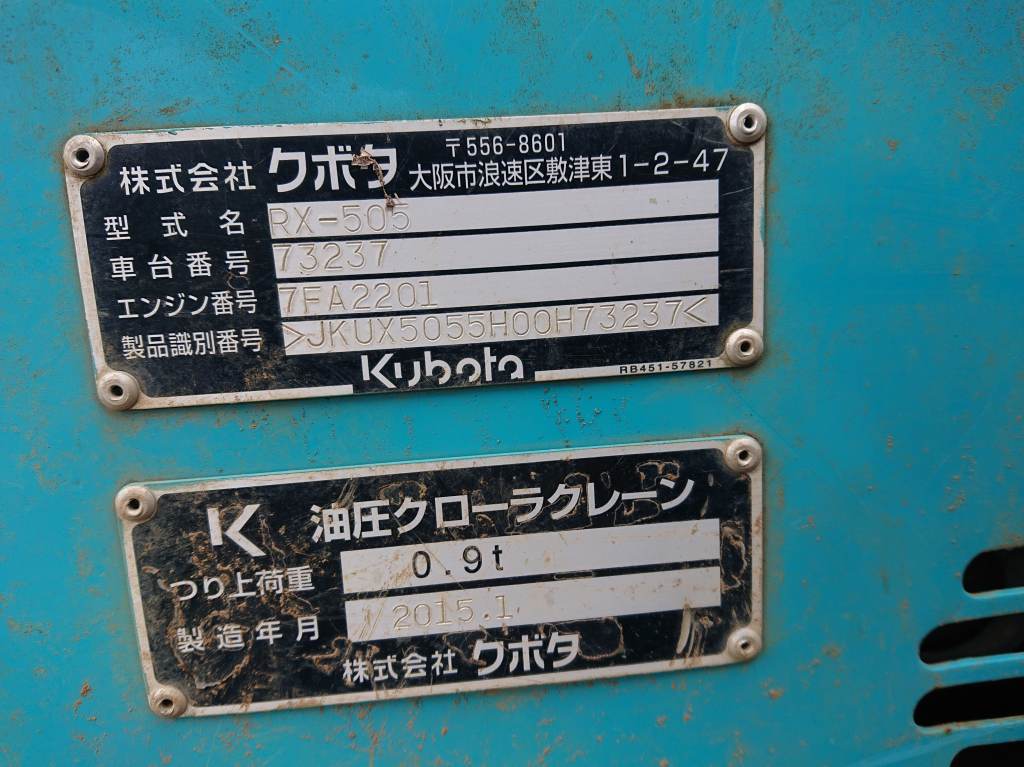 株式会社 クボタ 〒556-8601
大阪市浪速区敷津東1-2-47
型式名 RX-505
車台番号 73237
エンジン番号 7FA2201
製品識別番号 >JKUX5055H00H73237<
Kubota RB451-57821
K 油圧クローラクレーン
つり上荷重 0.9t
製造年月 2015.1
株式会社 クボタ